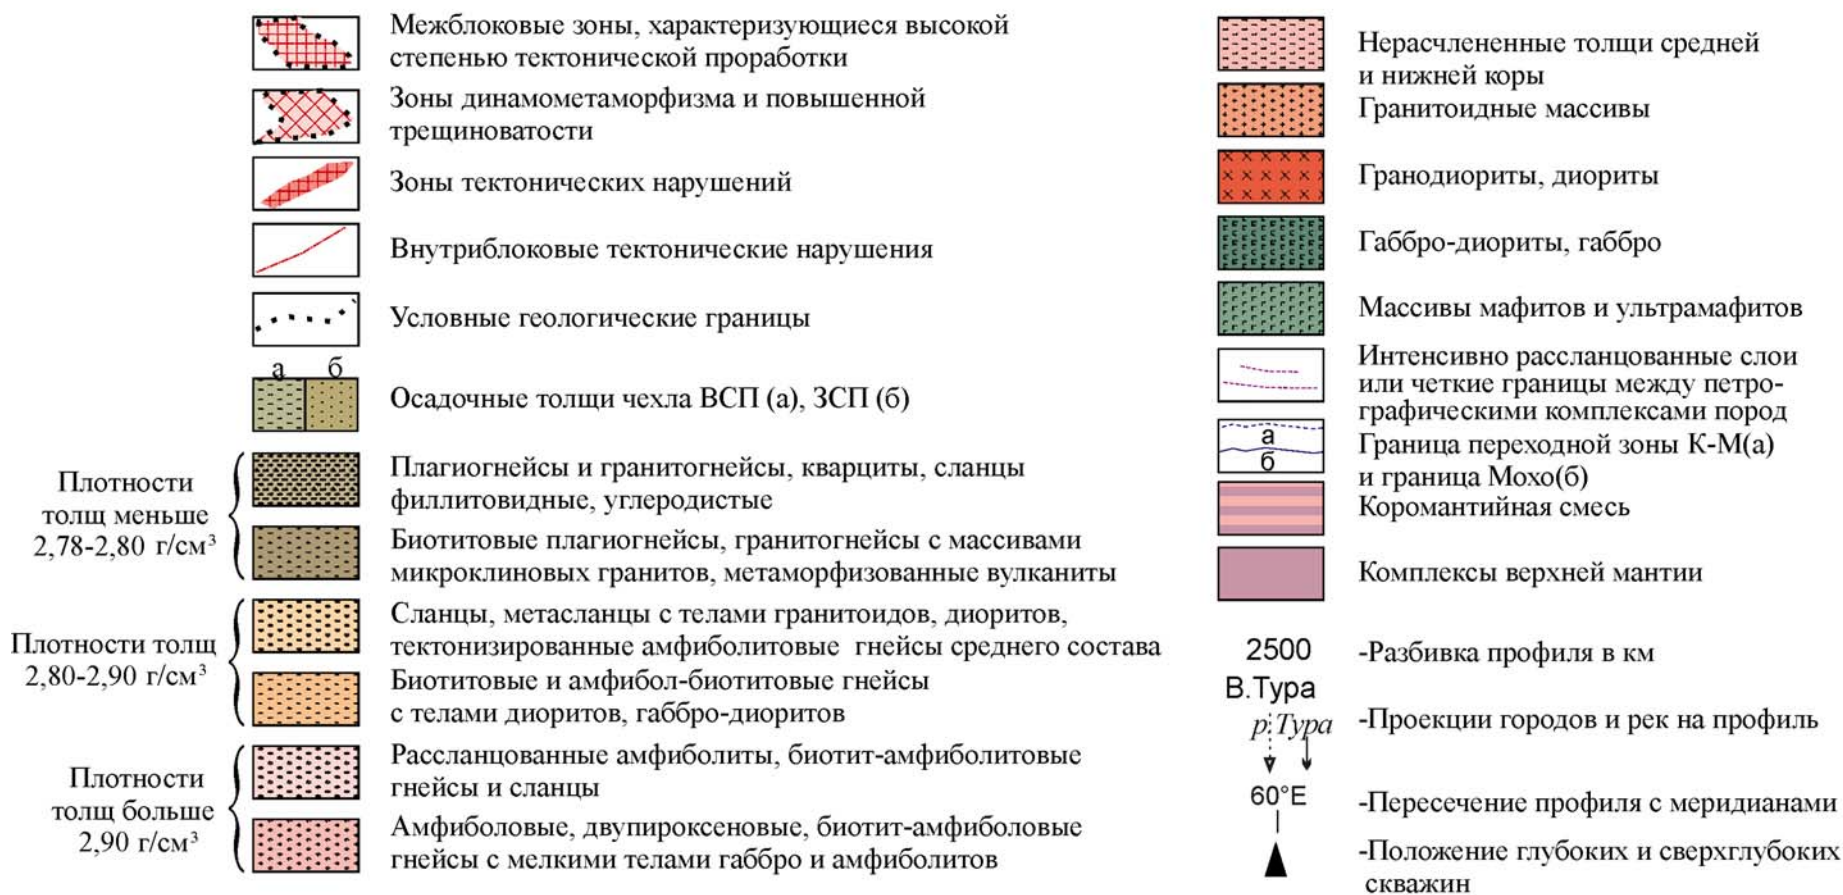 Межблоковые зоны, характеризующиеся высокой
степенью тектонической проработки
Зоны динамометаморфизма и повышенной
трещиноватости
Зоны тектонических нарушений
Внутриблоковые тектонические нарушения
Условные геологические границы
а б
Осадочные толщи чехла ВСП (а), ЗСП (б)
Плотности
толщ меньше
2,78-2,80 г/см³
Плагиогнейсы и гранитогнейсы, кварциты, сланцы
филлитовидные, углеродистые
Биотитовые плагиогнейсы, гранитогнейсы с массивами
микроклиновых гранитов, метаморфизованные вулканиты
Плотности толщ
2,80-2,90 г/см³
Сланцы, метасланцы с телами гранитоидов, диоритов,
тектонизированные амфиболитовые гнейсы среднего состава
Биотитовые и амфибол-биотитовые гнейсы
с телами диоритов, габбро-диоритов
Плотности
толщ больше
2,90 г/см³
Рассланцованные амфиболиты, биотит-амфиболитовые
гнейсы и сланцы
Амфиболовые, двупироксеновые, биотит-амфиболовые
гнейсы с мелкими телами габбро и амфиболитов
Нерасчлененные толщи средней
и нижней коры
Гранитоидные массивы
Гранодиориты, диориты
Габбро-диориты, габбро
Массивы мафитов и ультрамафитов
Интенсивно рассланцованные слои
или четкие границы между петро-
графическими комплексами пород
а
б
Граница переходной зоны К-М(а)
и граница Мохо(б)
Коромантийная смесь
Комплексы верхней мантии
2500 -Разбивка профиля в км
В.Тура
р.Тура -Проекции городов и рек на профиль
60°E -Пересечение профиля с меридианами
-Положение глубоких и сверхглубоких
скважин